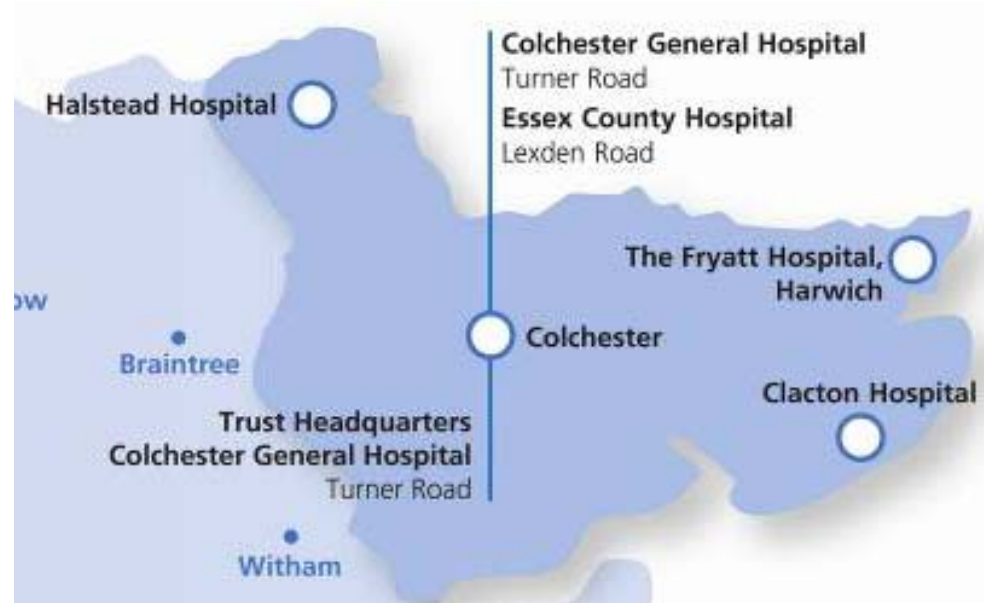 Colchester General Hospital
Turner Road
Essex County Hospital
Lexden Road
Halstead Hospital
The Fryatt Hospital,
Harwich
ow
Braintree
Colchester
Clacton Hospital
Trust Headquarters
Colchester General Hospital
Turner Road
Witham